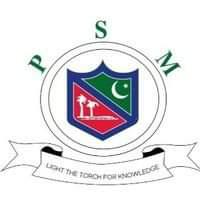 P S M
LIGHT THE TORCH FOR KNOWLEDGE